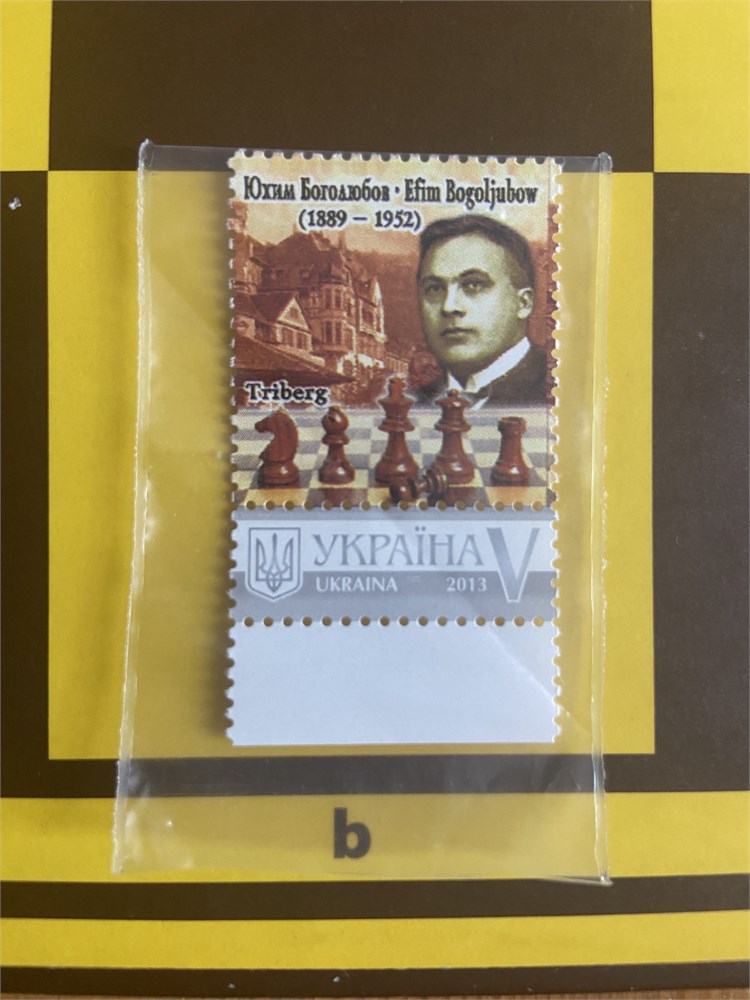 Юхим Боголюбов · Efim Bogoljubow
(1889 – 1952)
Triberg
УКРАЇНА V
UKRAINA 2013
b